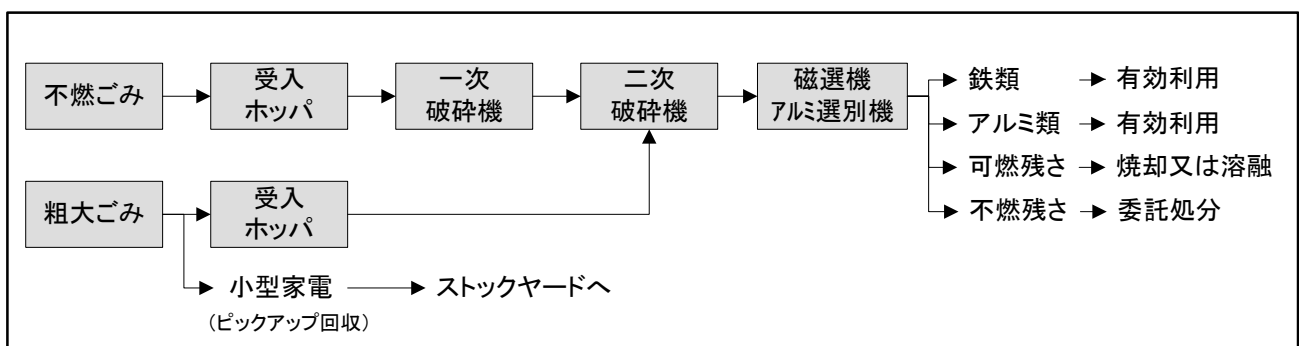 不燃ごみ
受入
ホッパ
一次
破砕機
二次
破砕機
磁選機
アルミ選別機
鉄類
有効利用
アルミ類
有効利用
可燃残さ
焼却又は溶融
不燃残さ
委託処分
粗大ごみ
受入
ホッパ
小型家電
(ピックアップ回収)
ストックヤードへ